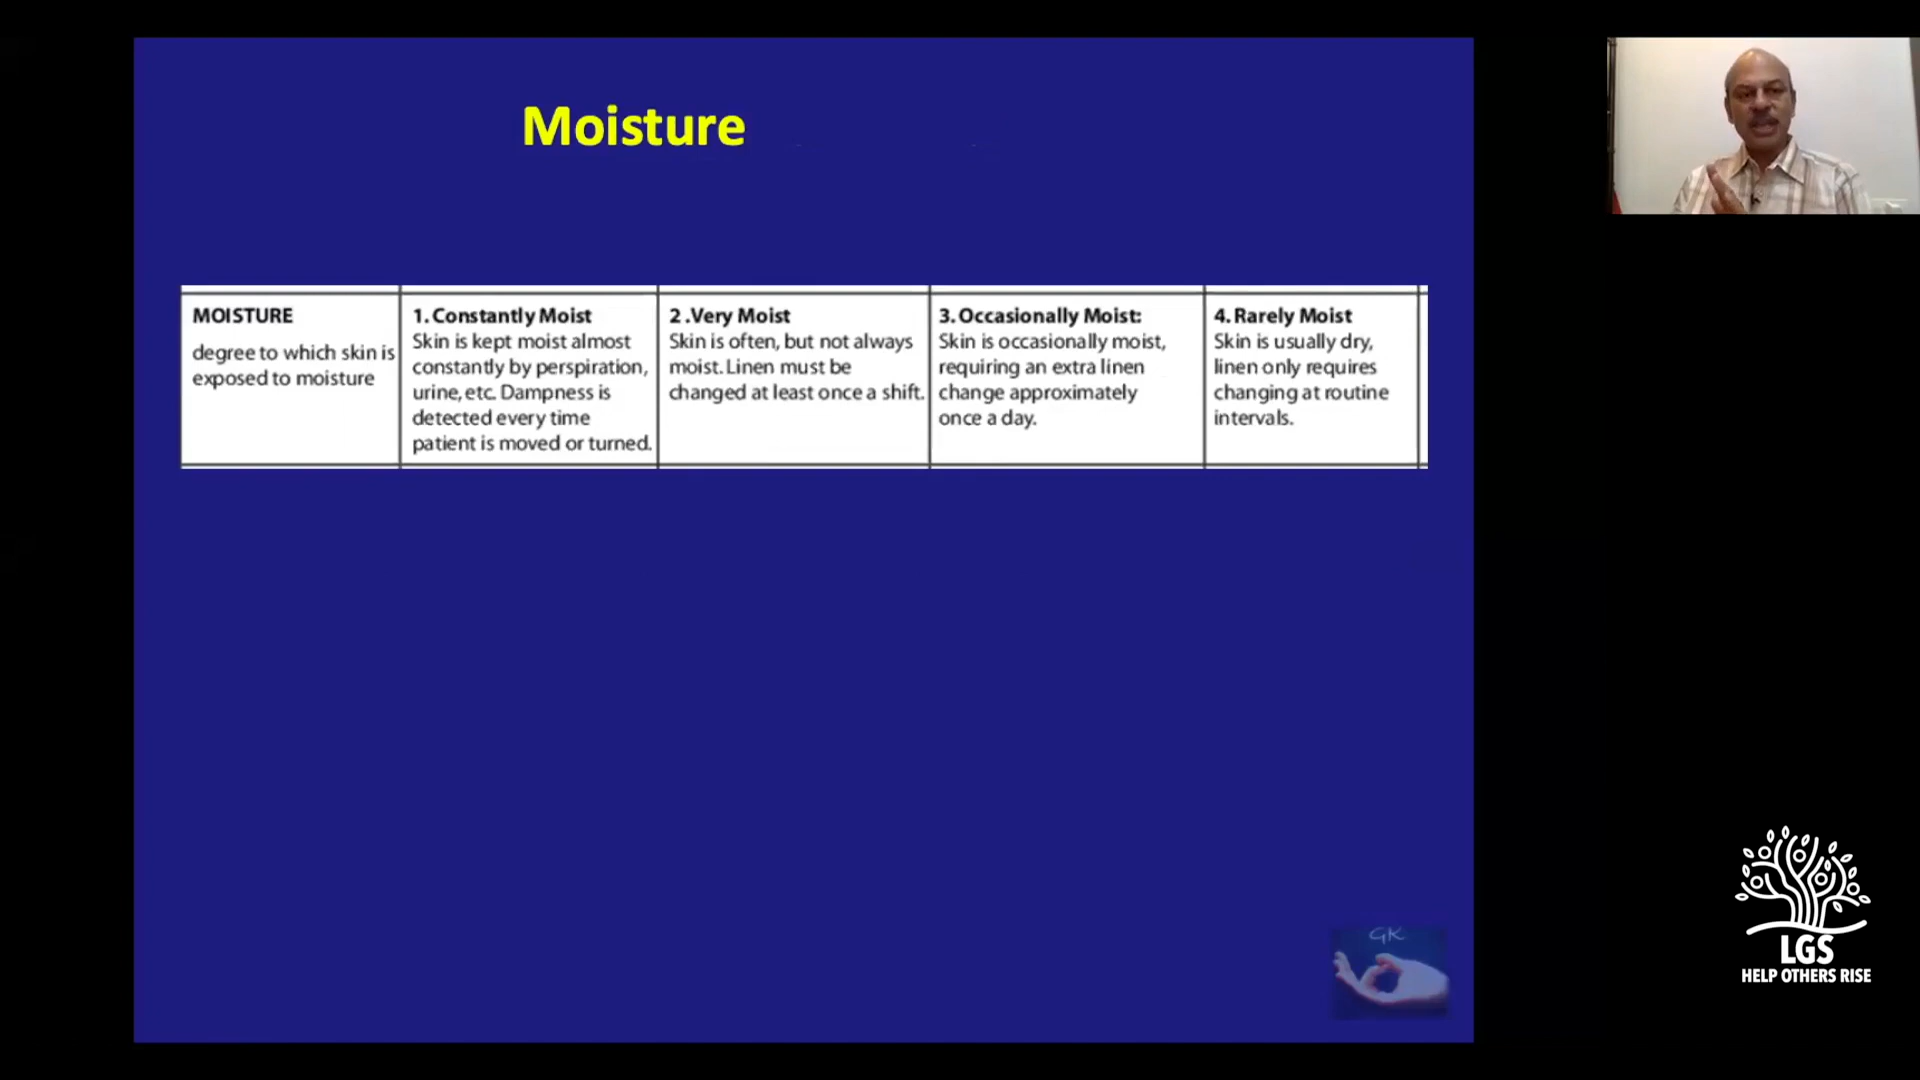 Moisture
MOISTURE
degree to which skin is
exposed to moisture
1. Constantly Moist
Skin is kept moist almost
constantly by perspiration,
urine, etc. Dampness is
detected every time
patient is moved or turned.
2 .Very Moist
Skin is often, but not always
moist. Linen must be
changed at least once a shift.
3. Occasionally Moist:
Skin is occasionally moist,
requiring an extra linen
change approximately
once a day.
4. Rarely Moist
Skin is usually dry,
linen only requires
changing at routine
intervals.
GK
LGS
HELP OTHERS RISE